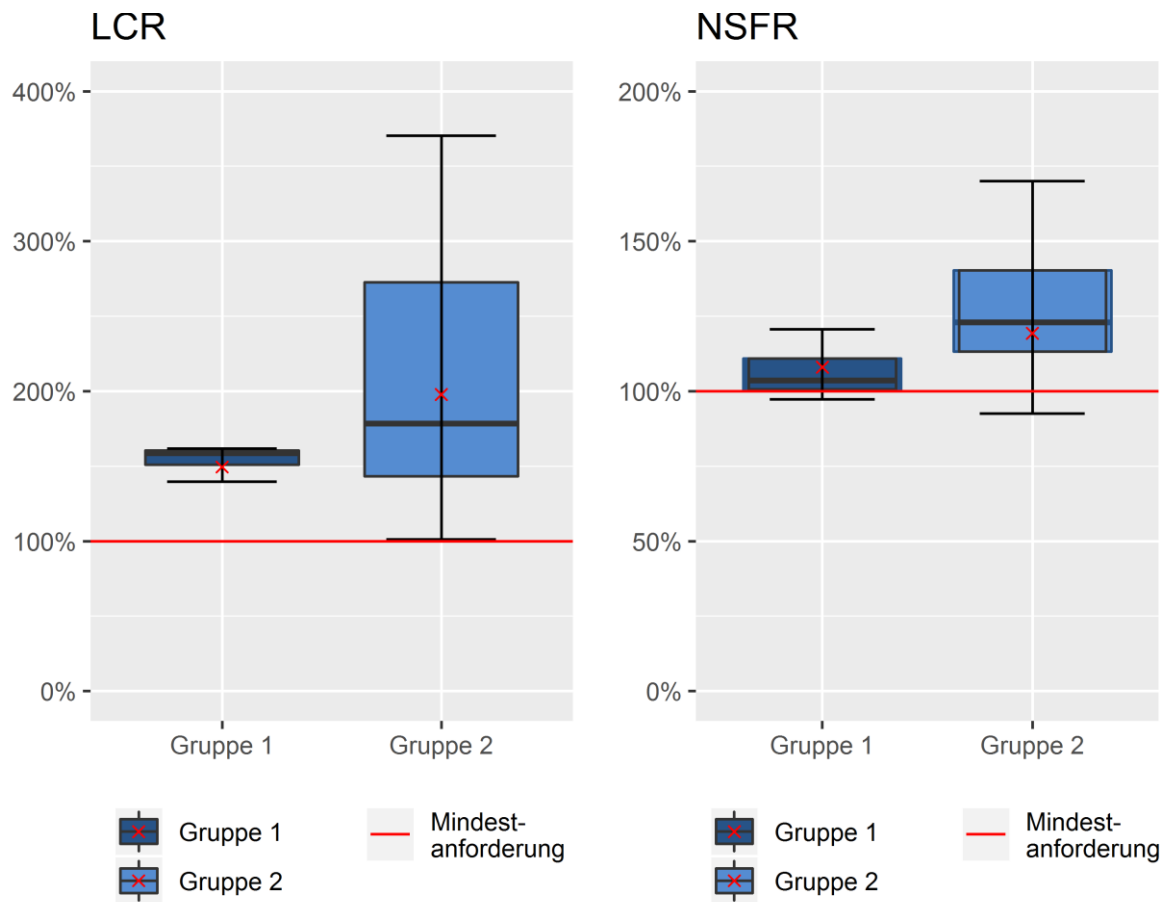 LCR
400%
300%
200%
100%
0%
Gruppe 1
Gruppe 2
Gruppe 1
Gruppe 2
Mindest-
anforderung
NSFR
200%
150%
100%
50%
0%
Gruppe 1
Gruppe 2
Gruppe 1
Gruppe 2
Mindest-
anforderung